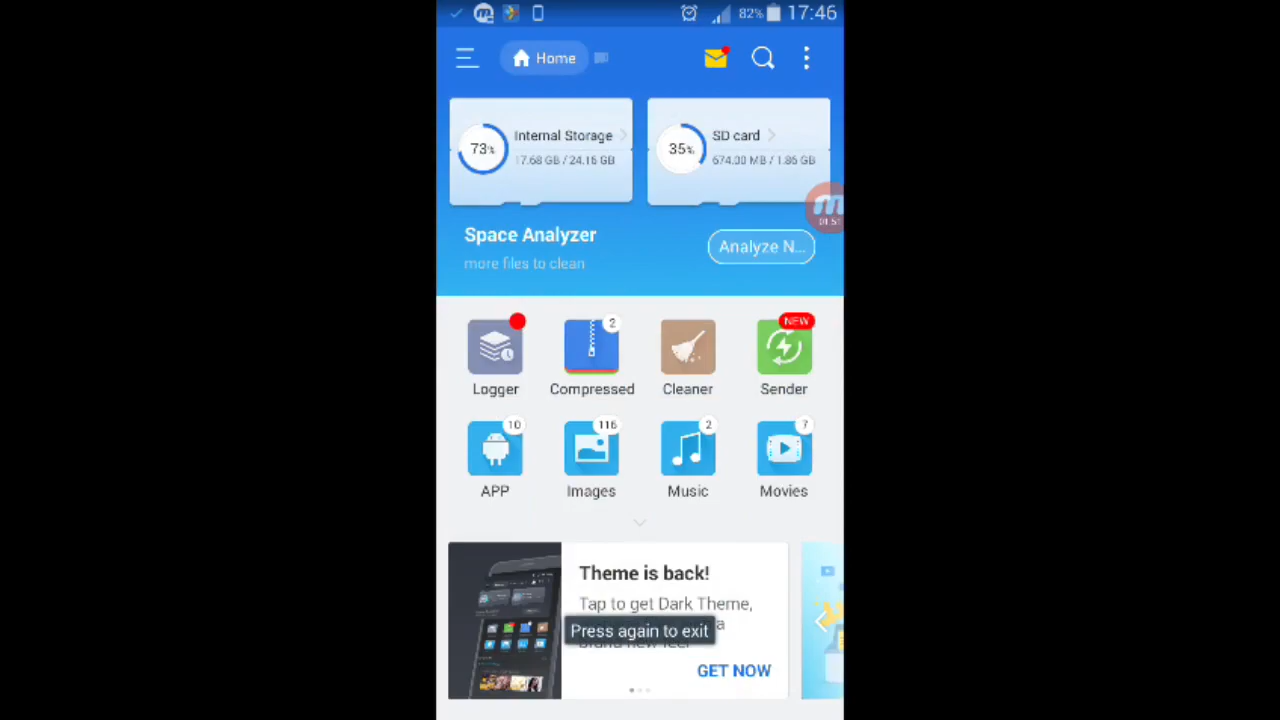 82% 17:46
Home
73% Internal Storage
17.68 GB / 24.16 GB
35% SD card
674.00 MB / 1.86 GB
01:51
Space Analyzer
Analyze N...
more files to clean
2
NEW
Logger
Compressed
Cleaner
Sender
10
116
2
7
APP
Images
Music
Movies
Theme is back!
Tap to get Dark Theme,
a
Press again to exit
GET NOW